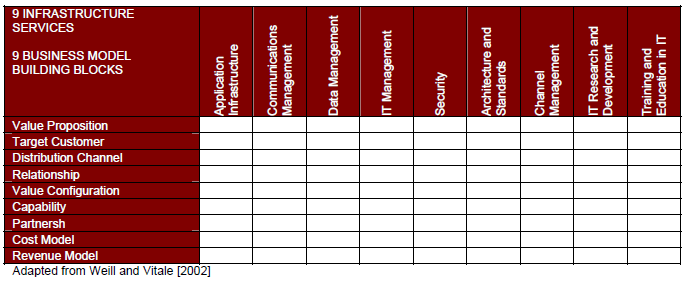 9 INFRASTRUCTURE
SERVICES
9 BUSINESS MODEL
BUILDING BLOCKS
Application
Infrastructure
Communications
Management
Data Management
IT Management
Security
Architecture and
Standards
Channel
Management
IT Research and
Development
Training and
Education in IT
Value Proposition
Target Customer
Distribution Channel
Relationship
Value Configuration
Capability
Partnersh
Cost Model
Revenue Model
Adapted from Weill and Vitale [2002]